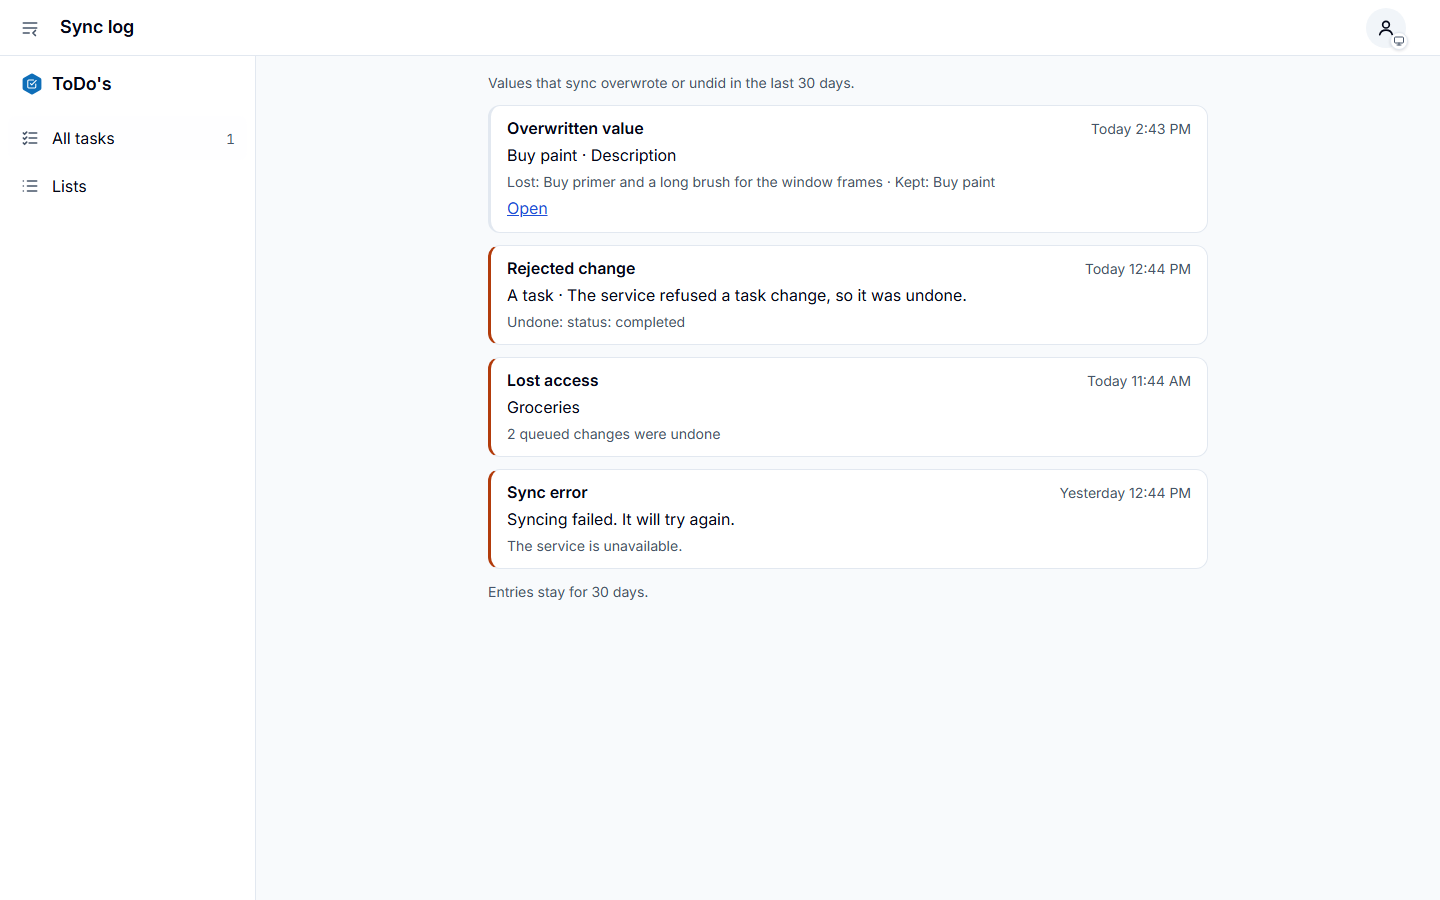 Sync log
ToDo's
All tasks 1
Lists
Values that sync overwrote or undid in the last 30 days.
Overwritten value Today 2:43 PM
Buy paint · Description
Lost: Buy primer and a long brush for the window frames · Kept: Buy paint
Open
Rejected change Today 12:44 PM
A task · The service refused a task change, so it was undone.
Undone: status: completed
Lost access Today 11:44 AM
Groceries
2 queued changes were undone
Sync error Yesterday 12:44 PM
Syncing failed. It will try again.
The service is unavailable.
Entries stay for 30 days.